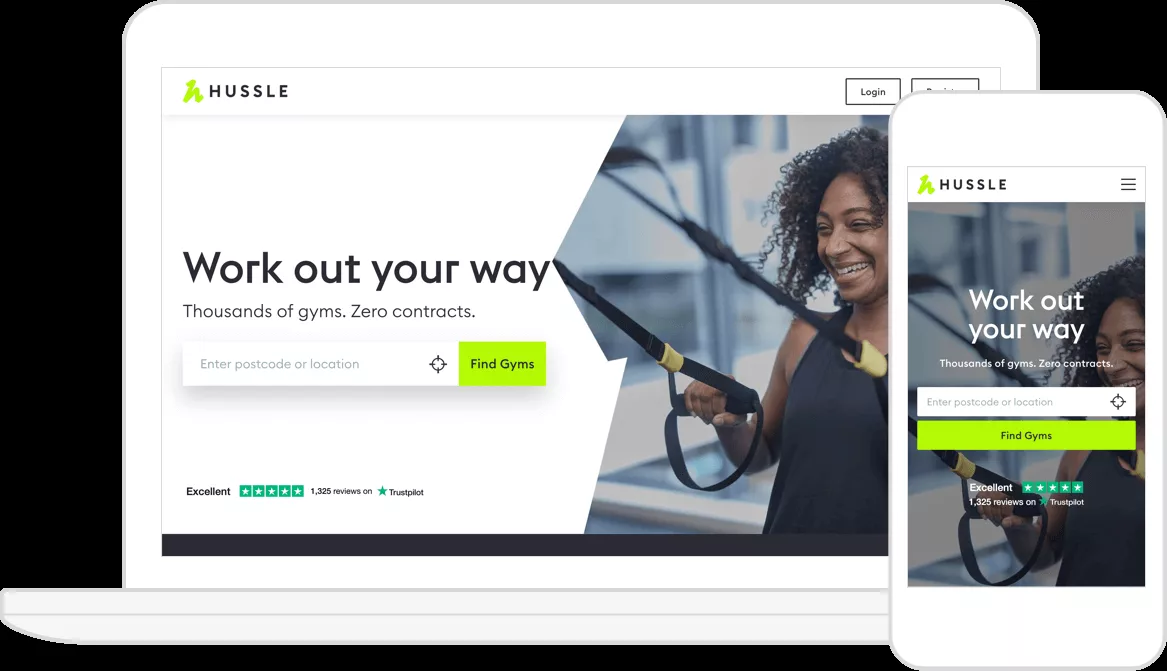 HUSSLE
Login
Work out your way
Thousands of gyms. Zero contracts.
Enter postcode or location
Find Gyms
Excellent
1,325 reviews on Trustpilot
HUSSLE
Work out
your way
Thousands of gyms. Zero contracts.
Enter postcode or location
Find Gyms
Excellent
1,325 reviews on Trustpilot